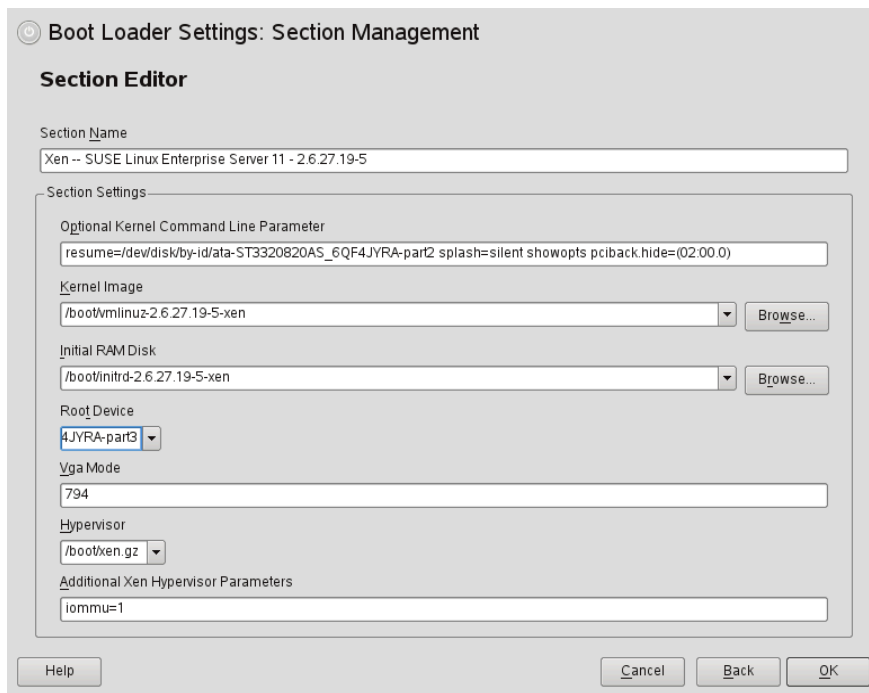 Boot Loader Settings: Section Management
Section Editor
Section Name
Xen -- SUSE Linux Enterprise Server 11 - 2.6.27.19-5
Section Settings
Optional Kernel Command Line Parameter
resume=/dev/disk/by-id/ata-ST3320820AS_6QF4JYRA-part2 splash=silent showopts pciback.hide=(02:00.0)
Kernel Image
/boot/vmlinuz-2.6.27.19-5-xen
Browse...
Initial RAM Disk
/boot/initrd-2.6.27.19-5-xen
Browse...
Root Device
4JYRA-part3
Vga Mode
794
Hypervisor
/boot/xen.gz
Additional Xen Hypervisor Parameters
iommu=1
Help
Cancel
Back
OK